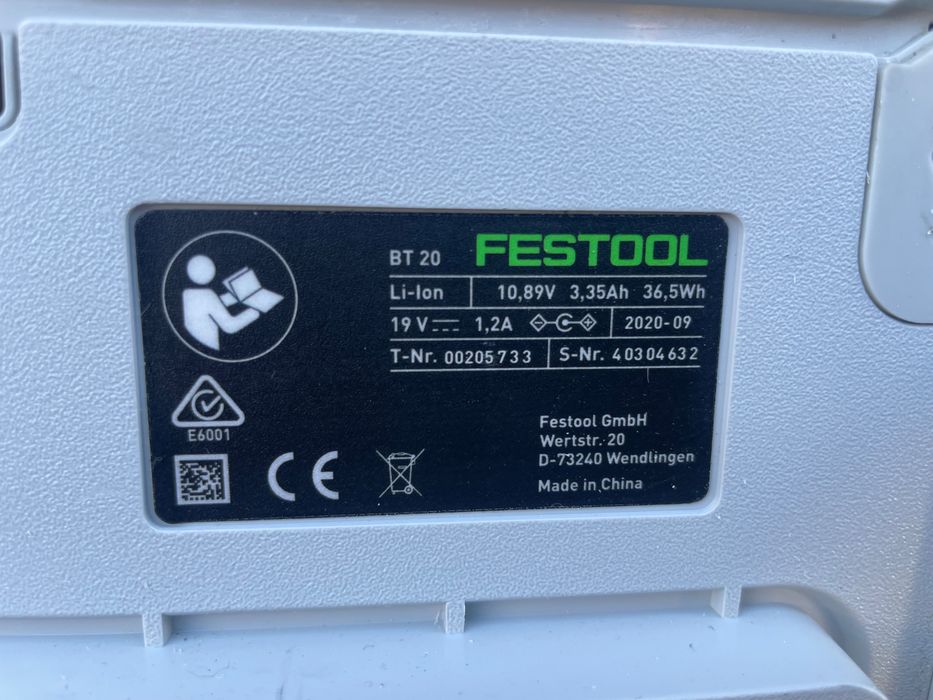 BT 20 FESTOOL
Li-Ion 10,89V 3,35Ah 36,5Wh
19 V 1,2A 2020-09
T-Nr. 00205733 S-Nr. 40304632
E6001
Festool GmbH
Wertstr. 20
D-73240 Wendlingen
Made in China
CE